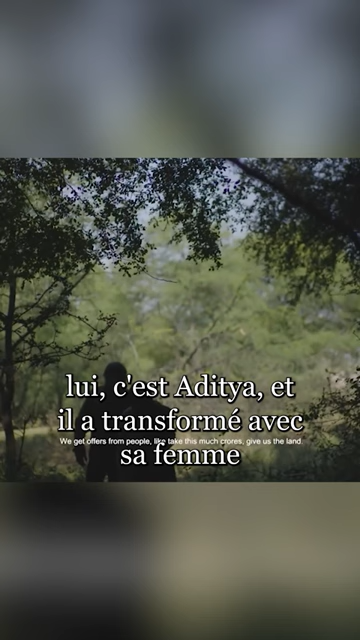 lui, c'est Aditya, et
il a transformé avec
We get offers from people, like take this much crores, give us the land.
sa femme